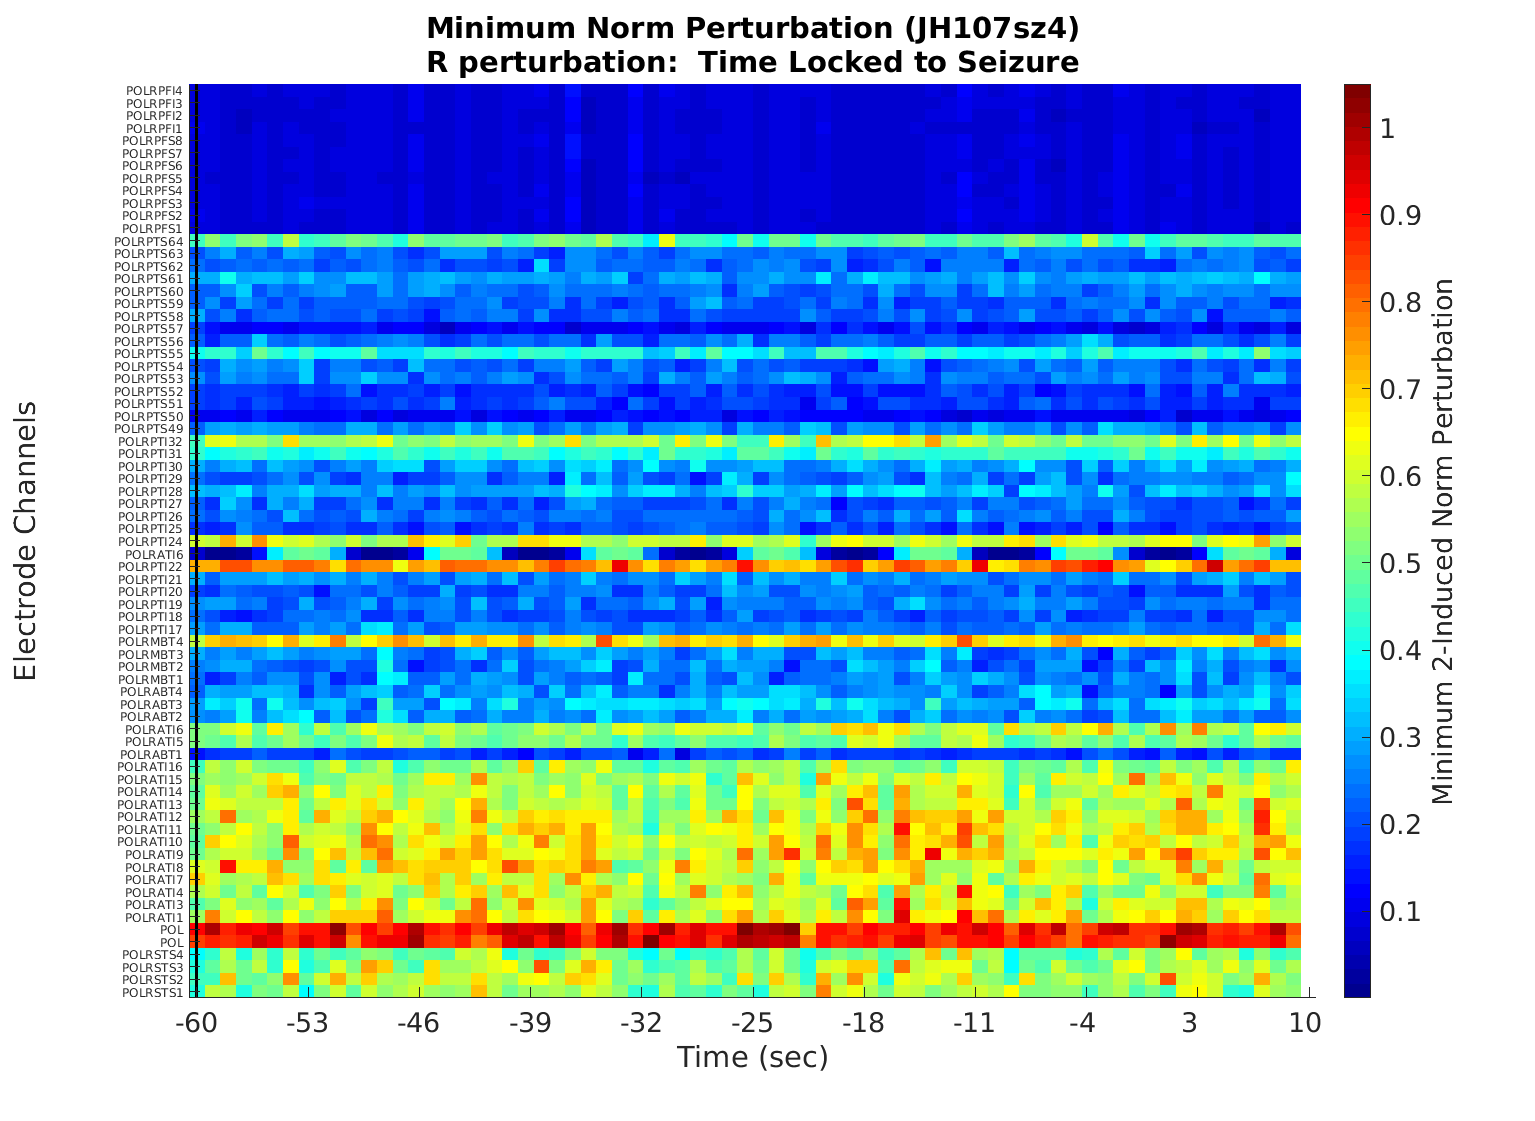 Minimum Norm Perturbation (JH107sz4)
R perturbation:  Time Locked to Seizure
Electrode Channels
POLRPFI4
POLRPFI3
POLRPFI2
POLRPFI1
POLRPFS8
POLRPFS7
POLRPFS6
POLRPFS5
POLRPFS4
POLRPFS3
POLRPFS2
POLRPFS1
POLRPTS64
POLRPTS63
POLRPTS62
POLRPTS61
POLRPTS60
POLRPTS59
POLRPTS58
POLRPTS57
POLRPTS56
POLRPTS55
POLRPTS54
POLRPTS53
POLRPTS52
POLRPTS51
POLRPTS50
POLRPTS49
POLRPTI32
POLRPTI31
POLRPTI30
POLRPTI29
POLRPTI28
POLRPTI27
POLRPTI26
POLRPTI25
POLRPTI24
POLRATI6
POLRPTI22
POLRPTI21
POLRPTI20
POLRPTI19
POLRPTI18
POLRPTI17
POLRMBT4
POLRMBT3
POLRMBT2
POLRMBT1
POLRABT4
POLRABT3
POLRABT2
POLRATI6
POLRATI5
POLRABT1
POLRATI16
POLRATI15
POLRATI14
POLRATI13
POLRATI12
POLRATI11
POLRATI10
POLRATI9
POLRATI8
POLRATI7
POLRATI4
POLRATI3
POLRATI1
POL
POL
POLRSTS4
POLRSTS3
POLRSTS2
POLRSTS1
-60 -53 -46 -39 -32 -25 -18 -11 -4 3 10
Time (sec)
1
0.9
0.8
0.7
0.6
0.5
0.4
0.3
0.2
0.1
Minimum 2-Induced Norm Perturbation